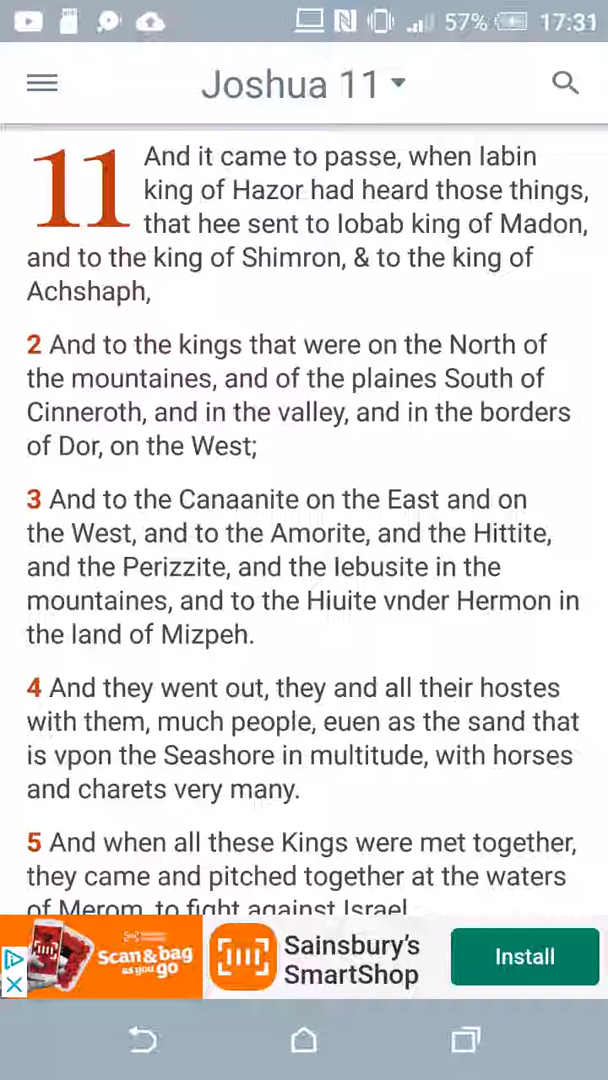 57% 17:31
Joshua 11
11 And it came to passe, when Iabin
king of Hazor had heard those things,
that hee sent to Iobab king of Madon,
and to the king of Shimron, & to the king of
Achshaph,
2 And to the kings that were on the North of
the mountaines, and of the plaines South of
Cinneroth, and in the valley, and in the borders
of Dor, on the West;
3 And to the Canaanite on the East and on
the West, and to the Amorite, and the Hittite,
and the Perizzite, and the Iebusite in the
mountaines, and to the Hiuite vnder Hermon in
the land of Mizpeh.
4 And they went out, they and all their hostes
with them, much people, euen as the sand that
is vpon the Seashore in multitude, with horses
and charets very many.
5 And when all these Kings were met together,
they came and pitched together at the waters
of Merom, to fight against Israel.
Scan & bag
as you go
Sainsbury's
SmartShop
Install